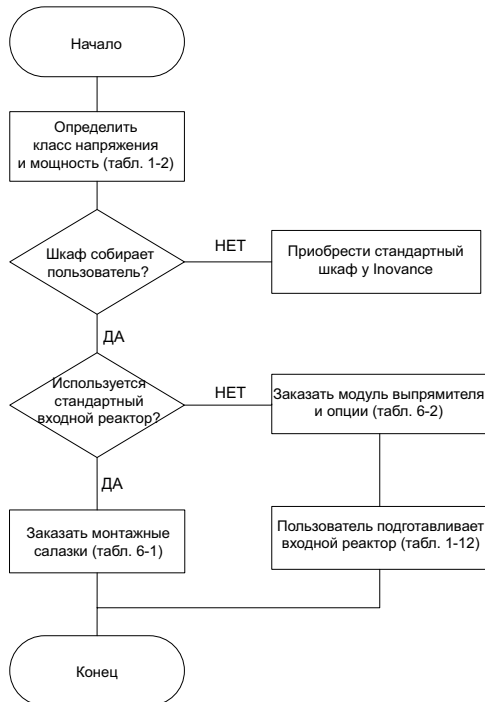 Начало
Определить
класс напряжения
и мощность (табл. 1-2)
Шкаф собирает
пользователь?
НЕТ
Приобрести стандартный
шкаф у Inovance
ДА
Используется
стандартный
входной реактор?
НЕТ
Заказать модуль выпрямителя
и опции (табл. 6-2)
ДА
Заказать монтажные
салазки (табл. 6-1)
Пользователь подготавливает
входной реактор (табл. 1-12)
Конец